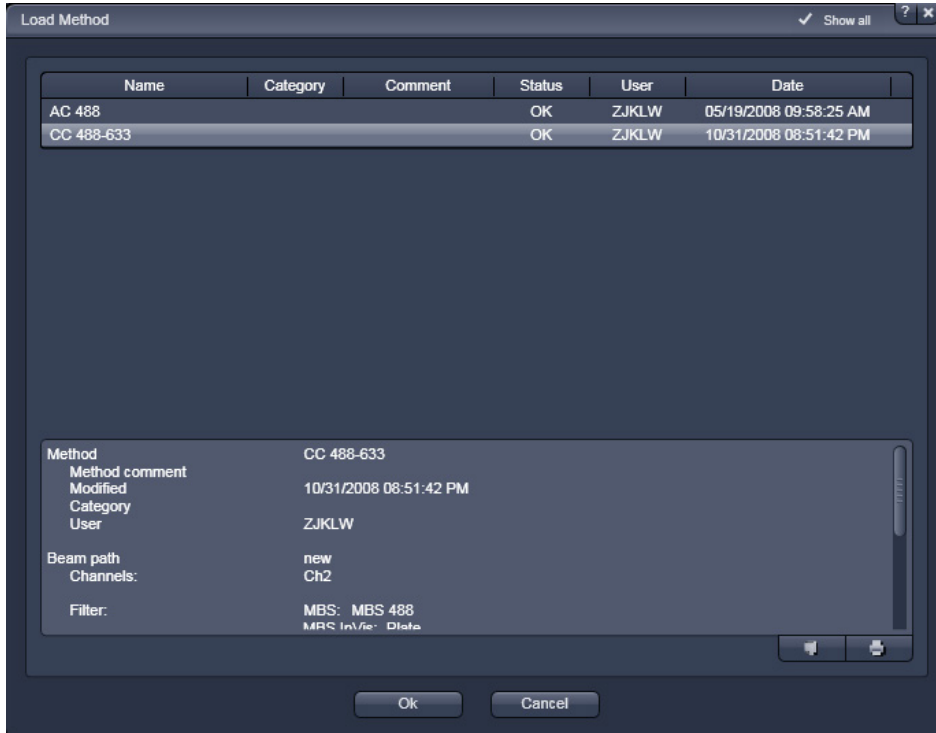 Load Method Show all ? x
Name Category Comment Status User Date
AC 488 OK ZJKLW 05/19/2008 09:58:25 AM
CC 488-633 OK ZJKLW 10/31/2008 08:51:42 PM
Method CC 488-633
Method comment
Modified 10/31/2008 08:51:42 PM
Category
User ZJKLW
Beam path new
Channels: Ch2
Filter: MBS: MBS 488
MBS InVis: Plate
Ok Cancel